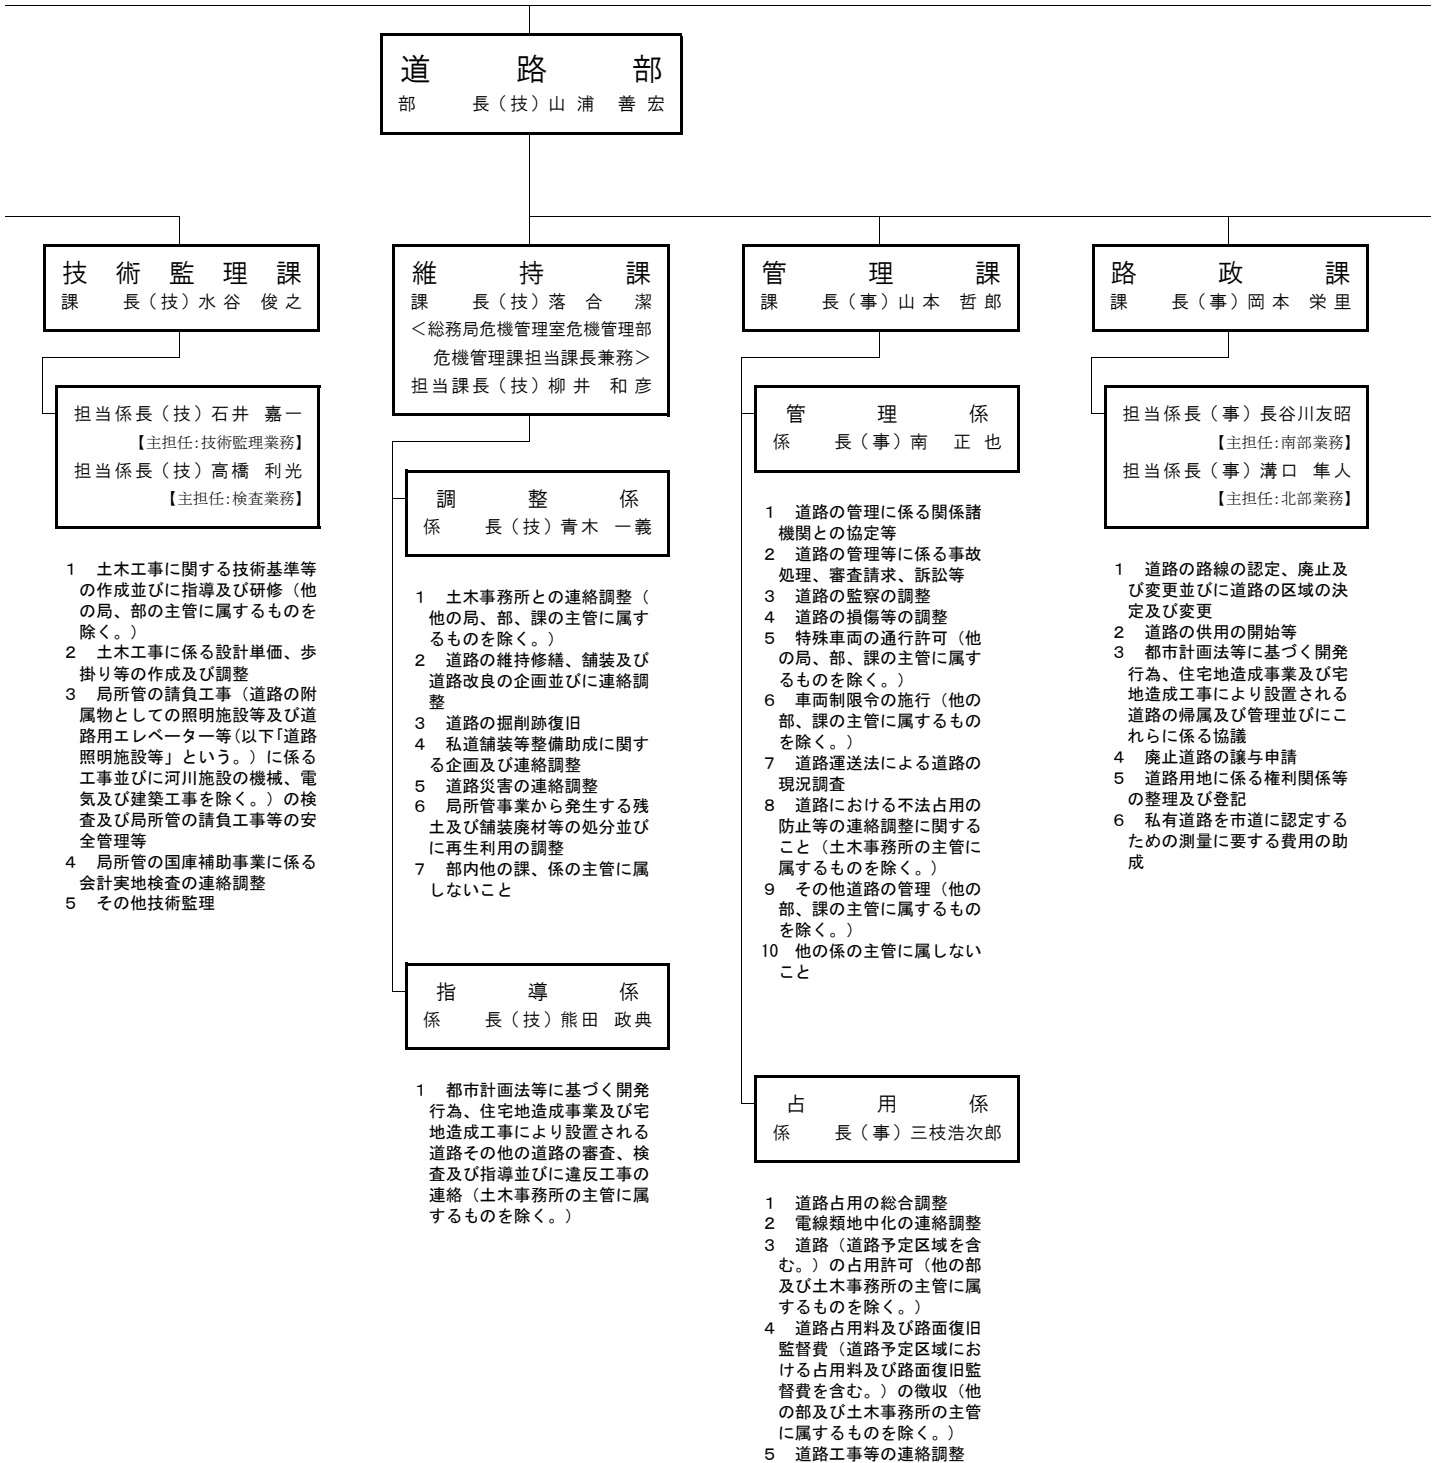 道路部
部長（技）山浦 善宏
技術監理課
課長（技）水谷 俊之
担当係長（技）石井 嘉一
【主担任:技術監理業務】
担当係長（技）高橋 利光
【主担任:検査業務】
1 土木工事に関する技術基準等
の作成並びに指導及び研修（他
の局、部の主管に属するものを
除く。）
2 土木工事に係る設計単価、歩
掛り等の作成及び調整
3 局所管の請負工事（道路の附
属物としての照明施設等及び道
路用エレベーター等(以下｢道路
照明施設等」という。）に係る
工事並びに河川施設の機械、電
気及び建築工事を除く。）の検
査及び局所管の請負工事等の安
全管理等
4 局所管の国庫補助事業に係る
会計実地検査の連絡調整
5 その他技術監理
維持課
課長（技）落合 潔
＜総務局危機管理室危機管理部
危機管理課担当課長兼務＞
担当課長（技）柳井 和彦
調整係
係長（技）青木 一義
1 土木事務所との連絡調整（
他の局、部、課の主管に属す
るものを除く。）
2 道路の維持修繕、舗装及び
道路改良の企画並びに連絡調
整
3 道路の掘削跡復旧
4 私道舗装等整備助成に関す
る企画及び連絡調整
5 道路災害の連絡調整
6 局所管事業から発生する残
土及び舗装廃材等の処分並び
に再生利用の調整
7 部内他の課、係の主管に属
しないこと
指導係
係長（技）熊田 政典
1 都市計画法等に基づく開発
行為、住宅地造成事業及び宅
地造成工事により設置される
道路その他の道路の審査、検
査及び指導並びに違反工事の
連絡（土木事務所の主管に属
するものを除く。）
管理課
課長（事）山本 哲郎
管理係
係長（事）南 正也
1 道路の管理に係る関係諸
機関との協定等
2 道路の管理等に係る事故
処理、審査請求、訴訟等
3 道路の監察の調整
4 道路の損傷等の調整
5 特殊車両の通行許可（他
の局、部、課の主管に属す
るものを除く。）
6 車両制限令の施行（他の
部、課の主管に属するもの
を除く。）
7 道路運送法による道路の
現況調査
8 道路における不法占用の
防止等の連絡調整に関する
こと（土木事務所の主管に
属するものを除く。）
9 その他道路の管理（他の
部、課の主管に属するもの
を除く。）
10 他の係の主管に属しない
こと
占用係
係長（事）三枝浩次郎
1 道路占用の総合調整
2 電線類地中化の連絡調整
3 道路（道路予定区域を含
む。）の占用許可（他の部
及び土木事務所の主管に属
するものを除く。）
4 道路占用料及び路面復旧
監督費（道路予定区域にお
ける占用料及び路面復旧監
督費を含む。）の徴収（他
の部及び土木事務所の主管
に属するものを除く。）
5 道路工事等の連絡調整
路政課
課長（事）岡本 栄里
担当係長（事）長谷川友昭
【主担任:南部業務】
担当係長（事）溝口 隼人
【主担任:北部業務】
1 道路の路線の認定、廃止及
び変更並びに道路の区域の決
定及び変更
2 道路の供用の開始等
3 都市計画法等に基づく開発
行為、住宅地造成事業及び宅
地造成工事により設置される
道路の帰属及び管理並びにこ
れらに係る協議
4 廃止道路の譲与申請
5 道路用地に係る権利関係等
の整理及び登記
6 私有道路を市道に認定する
ための測量に要する費用の助
成